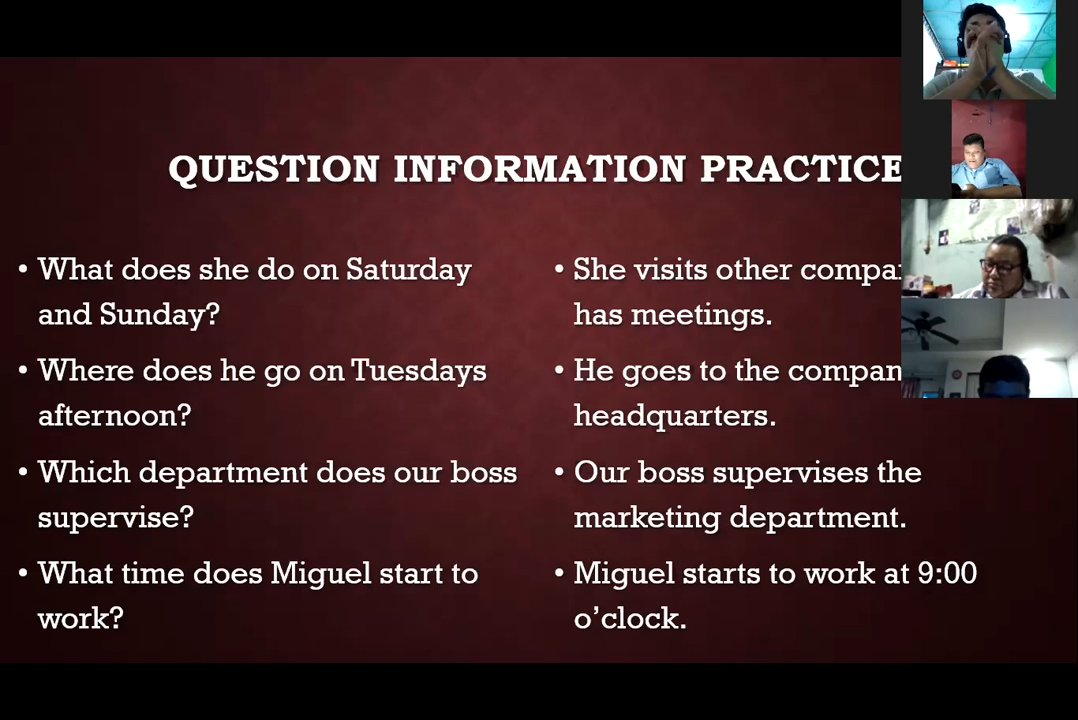 QUESTION INFORMATION PRACTICE
• What does she do on Saturday
and Sunday?
• Where does he go on Tuesdays
afternoon?
• Which department does our boss
supervise?
• What time does Miguel start to
work?
• She visits other
has meetings.
• He goes to the
headquarters.
• Our boss supervises the
marketing department.
• Miguel starts to work at 9:00
o’clock.